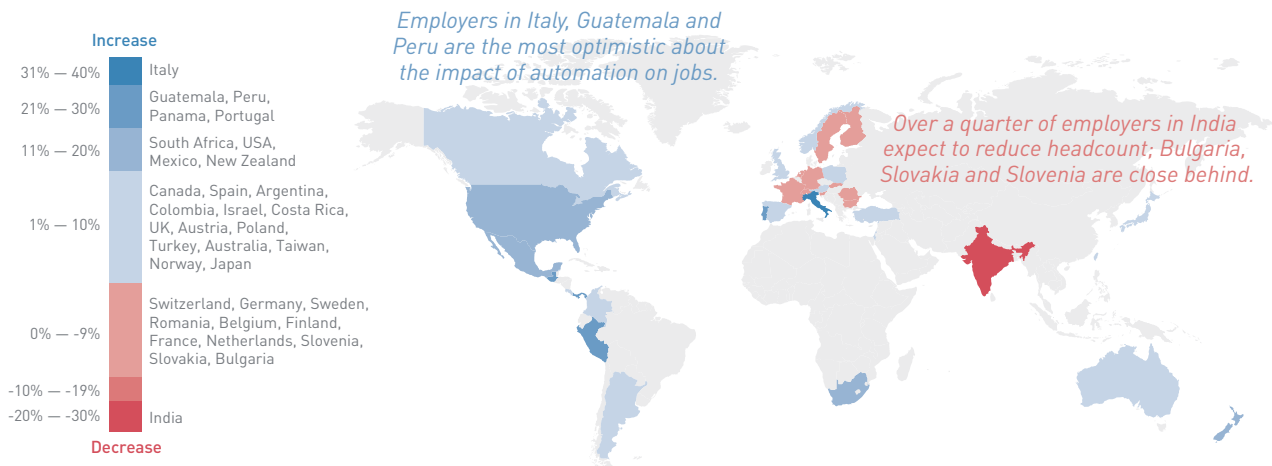 Employers in Italy, Guatemala and
Peru are the most optimistic about
the impact of automation on jobs.
Increase
31% — 40%
Italy
21% — 30%
Guatemala, Peru,
Panama, Portugal
11% — 20%
South Africa, USA,
Mexico, New Zealand
1% — 10%
Canada, Spain, Argentina,
Colombia, Israel, Costa Rica,
UK, Austria, Poland,
Turkey, Australia, Taiwan,
Norway, Japan
0% — -9%
Switzerland, Germany, Sweden,
Romania, Belgium, Finland,
France, Netherlands, Slovenia,
Slovakia, Bulgaria
-10% — -19%
-20% — -30%
India
Decrease
Over a quarter of employers in India
expect to reduce headcount; Bulgaria,
Slovakia and Slovenia are close behind.